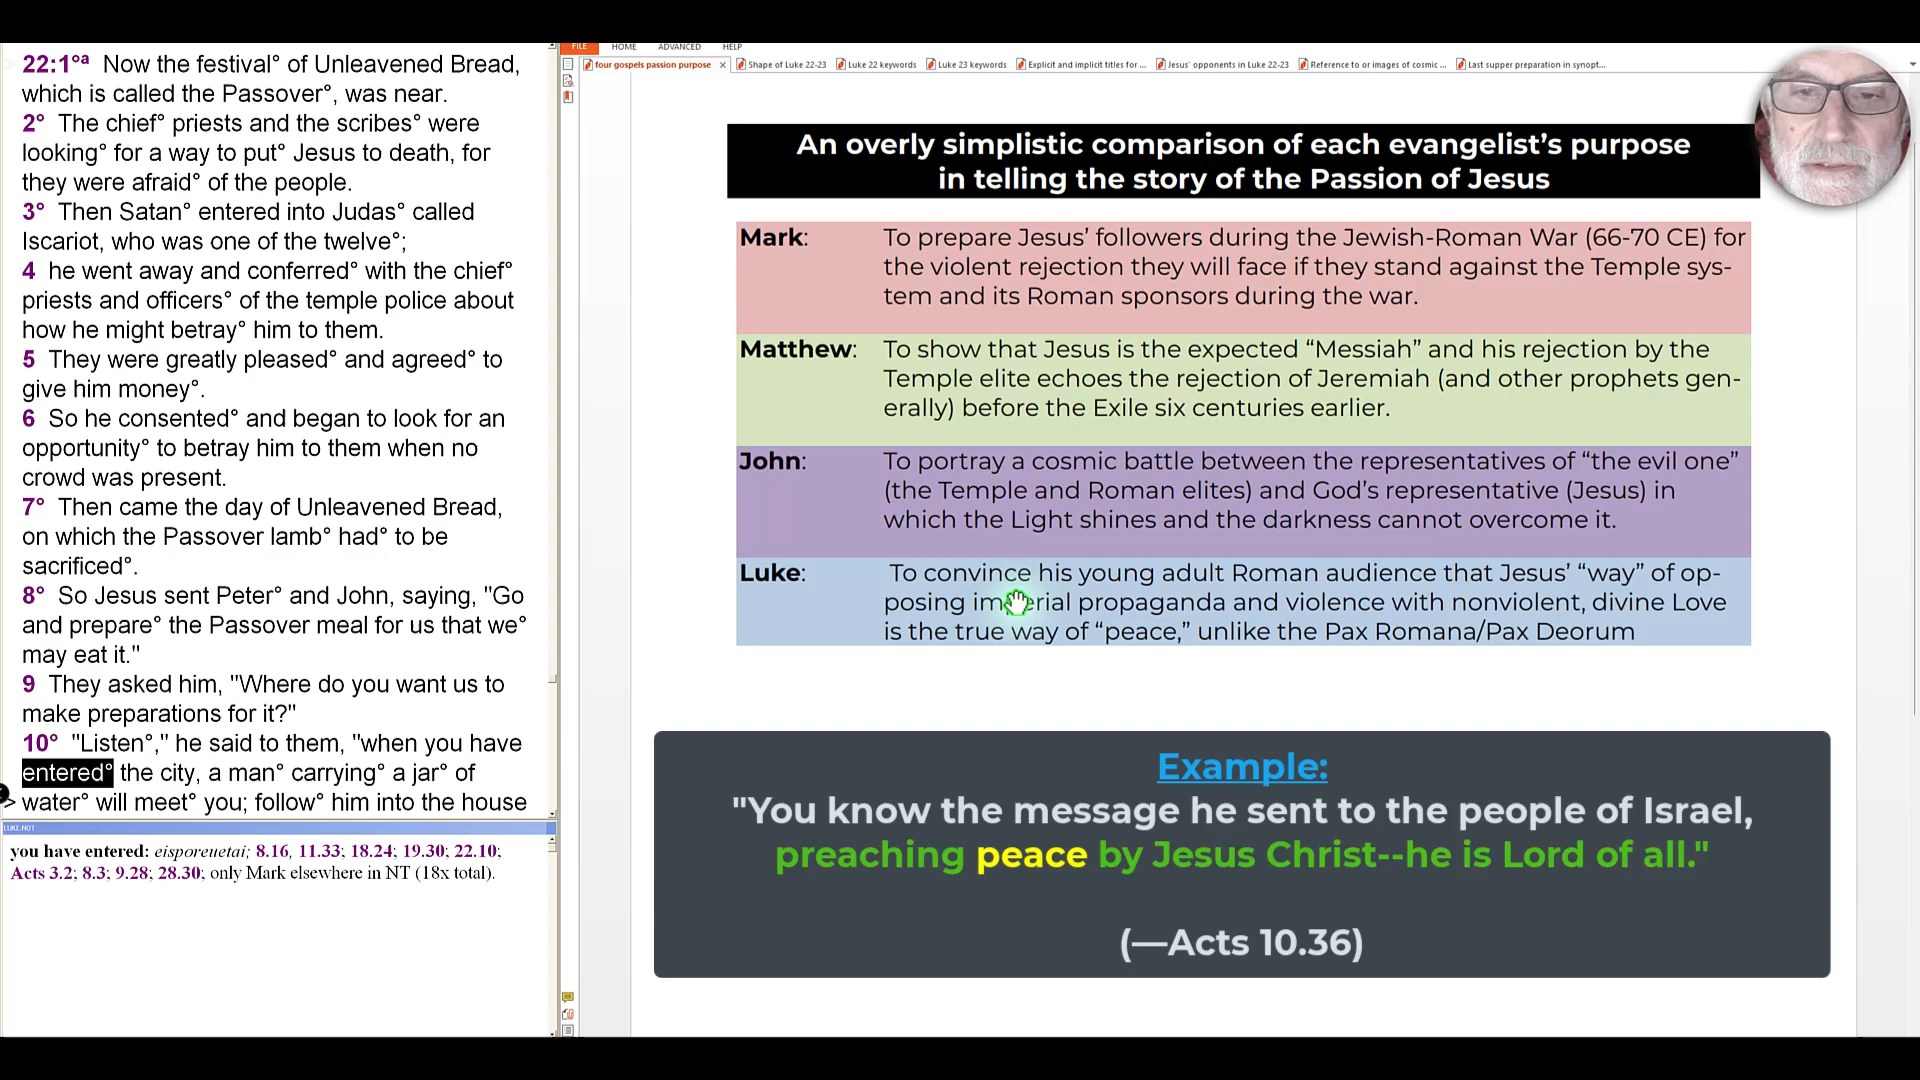 22:1°ª Now the festival° of Unleavened Bread,
which is called the Passover°, was near.
2° The chief° priests and the scribes° were
looking° for a way to put° Jesus to death, for
they were afraid° of the people.
3° Then Satan° entered into Judas° called
Iscariot, who was one of the twelve°;
4 he went away and conferred° with the chief°
priests and officers° of the temple police about
how he might betray° him to them.
5 They were greatly pleased° and agreed° to
give him money°.
6 So he consented° and began to look for an
opportunity° to betray him to them when no
crowd was present.
7° Then came the day of Unleavened Bread,
on which the Passover lamb° had° to be
sacrificed°.
8° So Jesus sent Peter° and John, saying, "Go
and prepare° the Passover meal for us that we°
may eat it."
9 They asked him, "Where do you want us to
make preparations for it?"
10° "Listen°," he said to them, "when you have
entered° the city, a man° carrying° a jar° of
water° will meet° you; follow° him into the house
LUKE.NOT
you have entered: eisporeuetai; 8.16, 11.33; 18.24; 19.30; 22.10;
Acts 3.2; 8.3; 9.28; 28.30; only Mark elsewhere in NT (18x total).
FILE HOME ADVANCED HELP
four gospels passion purpose × Shape of Luke 22-23 Luke 22 keywords Luke 23 keywords Explicit and implicit titles for ... Jesus' opponents in Luke 22-23 Reference to or images of cosmic ... Last supper preparation in synopt...
An overly simplistic comparison of each evangelist's purpose
in telling the story of the Passion of Jesus
Mark: To prepare Jesus' followers during the Jewish-Roman War (66-70 CE) for
the violent rejection they will face if they stand against the Temple sys-
tem and its Roman sponsors during the war.
Matthew: To show that Jesus is the expected "Messiah" and his rejection by the
Temple elite echoes the rejection of Jeremiah (and other prophets gen-
erally) before the Exile six centuries earlier.
John: To portray a cosmic battle between the representatives of "the evil one"
(the Temple and Roman elites) and God's representative (Jesus) in
which the Light shines and the darkness cannot overcome it.
Luke: To convince his young adult Roman audience that Jesus' "way" of op-
posing imperial propaganda and violence with nonviolent, divine Love
is the true way of "peace," unlike the Pax Romana/Pax Deorum
Example:
"You know the message he sent to the people of Israel,
preaching peace by Jesus Christ--he is Lord of all."
(—Acts 10.36)